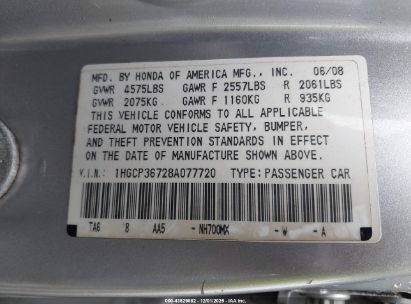 MFD. BY HONDA OF AMERICA MFG., INC. 06/08
GVWR 4575LBS GAWR F 2557LBS R 2061LBS
GVWR 2075KG GAWR F 1160KG R 935KG
THIS VEHICLE CONFORMS TO ALL APPLICABLE
FEDERAL MOTOR VEHICLE SAFETY, BUMPER,
AND THEFT PREVENTION STANDARDS IN EFFECT
ON THE DATE OF MANUFACTURE SHOWN ABOVE.
V.I.N.: 1HGCP36728A077720 TYPE:PASSENGER CAR
TA6 8 AA5 - NH700MX - W - A